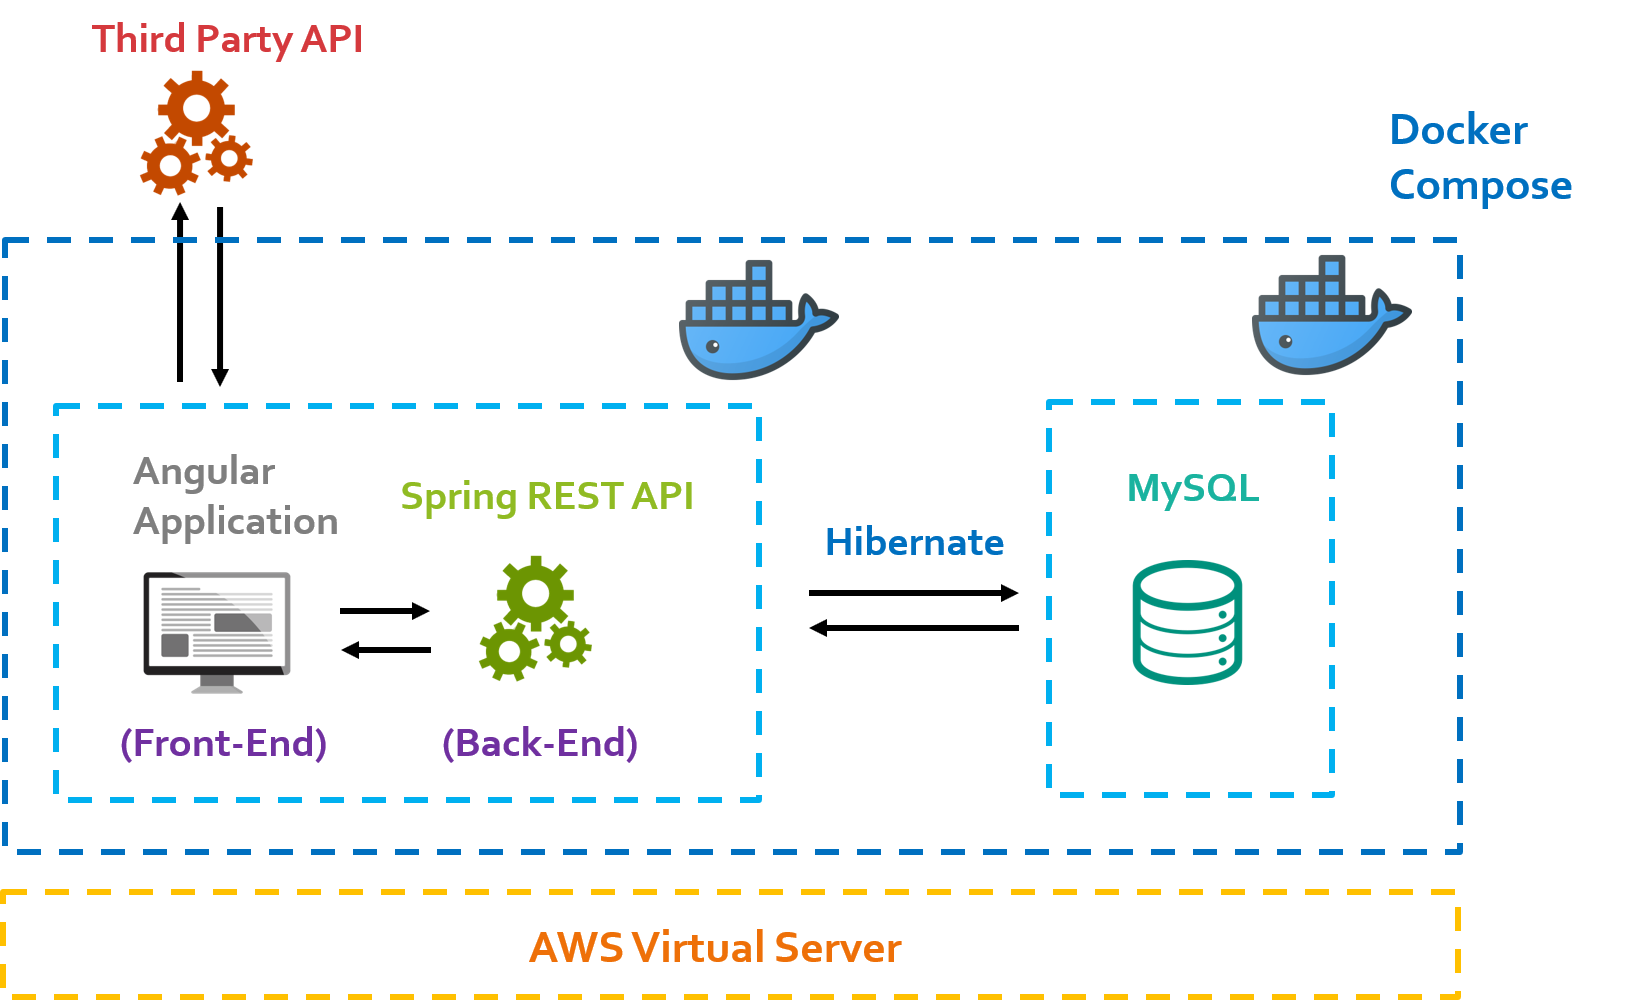 Third Party API
Docker
Compose
Angular
Application
Spring REST API
(Front-End)
(Back-End)
Hibernate
MySQL
AWS Virtual Server